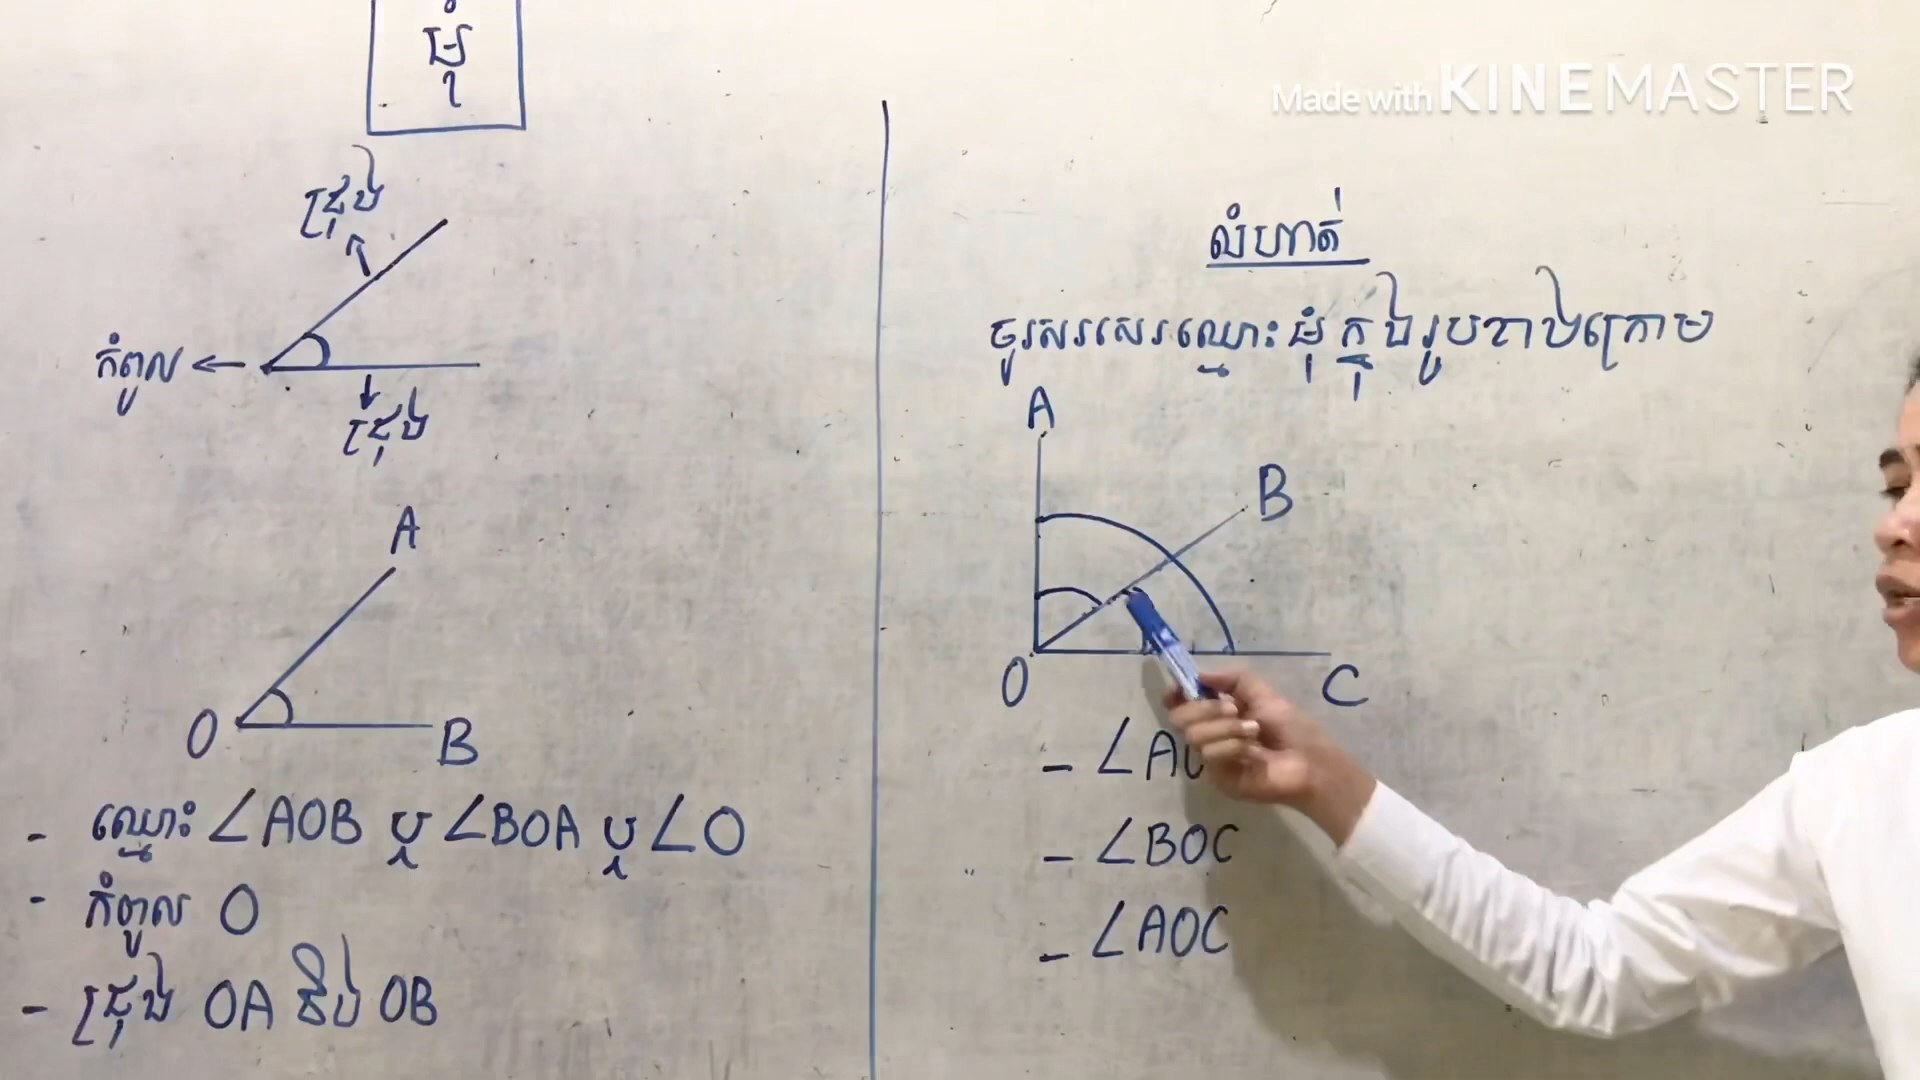 មុំ
ជ្រុង
កំពូល
ជ្រុង
A
O
B
- ឈ្មោះ ∠AOB ឬ ∠BOA ឬ ∠O
- កំពូល O
- ជ្រុង OA និង OB
Made with KINEMASTER
លំហាត់
ចូរសរសេរឈ្មោះមុំក្នុងរូបខាងក្រោម
A
B
O
C
- ∠AO
- ∠BOC
- ∠AOC